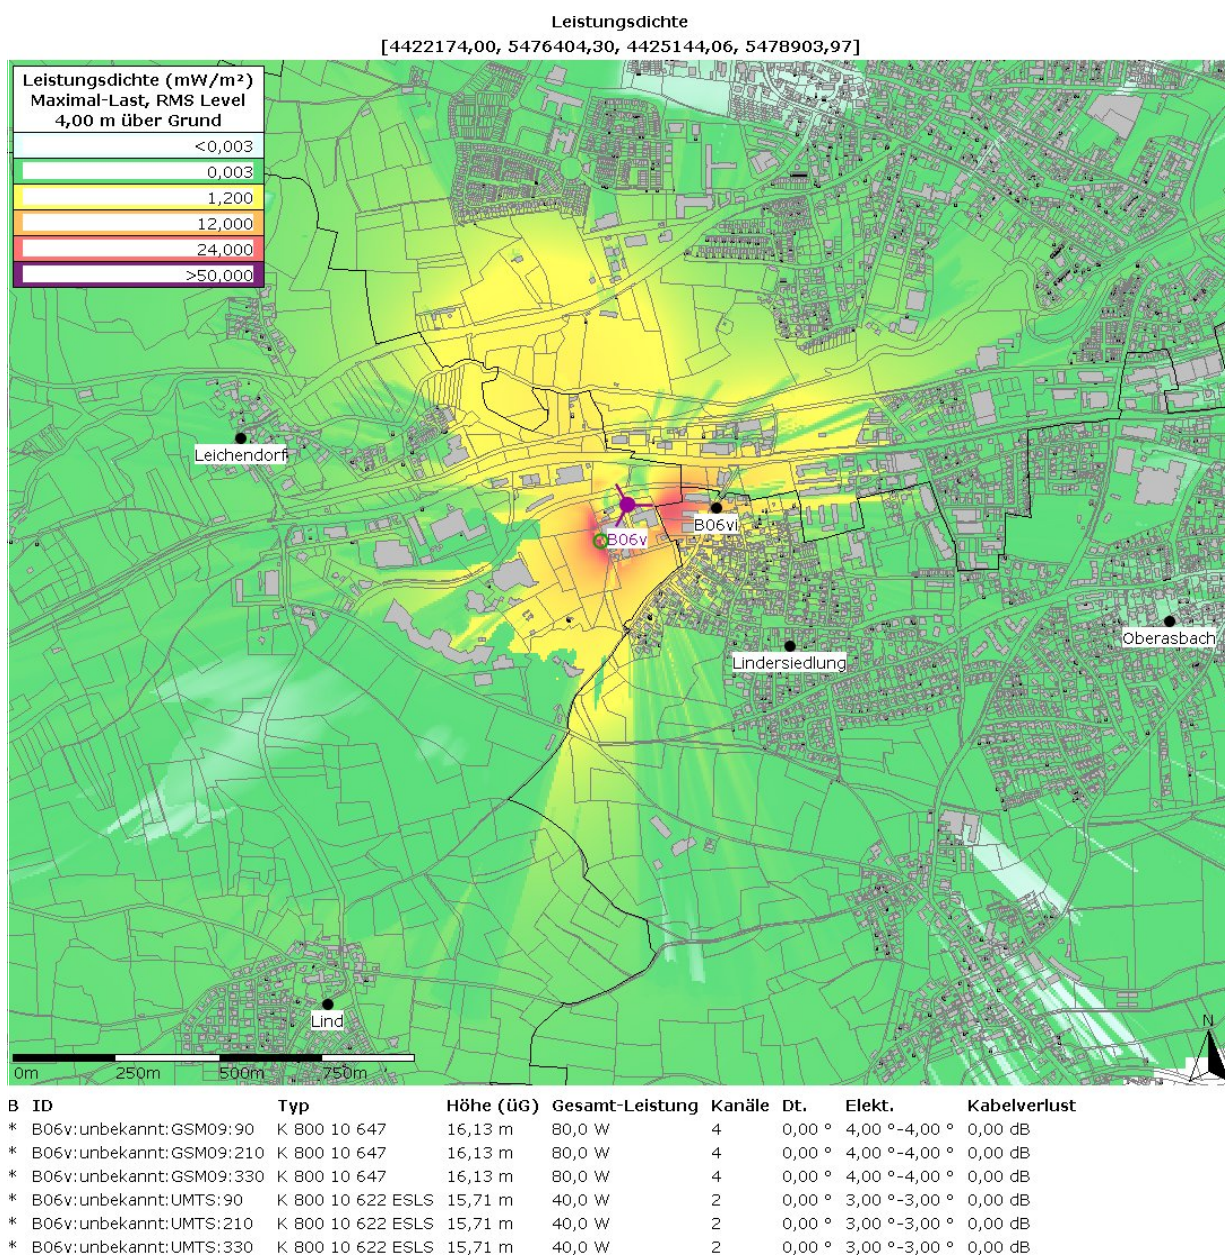 Leistungsdichte
[4422174,00, 5476404,30, 4425144,06, 5478903,97]
Leistungsdichte (mW/m²)
Maximal-Last, RMS Level
4,00 m über Grund
<0,003
0,003
1,200
12,000
24,000
>50,000
Leichendorf
B06vi
B06v
Oberasbach
Lindersiedlung
Lind
N
0m 250m 500m 750m
B ID Typ Höhe (üG) Gesamt-Leistung Kanäle Dt. Elekt. Kabelverlust
* B06v:unbekannt:GSM09:90 K 800 10 647 16,13 m 80,0 W 4 0,00 ° 4,00 °-4,00 ° 0,00 dB
* B06v:unbekannt:GSM09:210 K 800 10 647 16,13 m 80,0 W 4 0,00 ° 4,00 °-4,00 ° 0,00 dB
* B06v:unbekannt:GSM09:330 K 800 10 647 16,13 m 80,0 W 4 0,00 ° 4,00 °-4,00 ° 0,00 dB
* B06v:unbekannt:UMTS:90 K 800 10 622 ESLS 15,71 m 40,0 W 2 0,00 ° 3,00 °-3,00 ° 0,00 dB
* B06v:unbekannt:UMTS:210 K 800 10 622 ESLS 15,71 m 40,0 W 2 0,00 ° 3,00 °-3,00 ° 0,00 dB
* B06v:unbekannt:UMTS:330 K 800 10 622 ESLS 15,71 m 40,0 W 2 0,00 ° 3,00 °-3,00 ° 0,00 dB